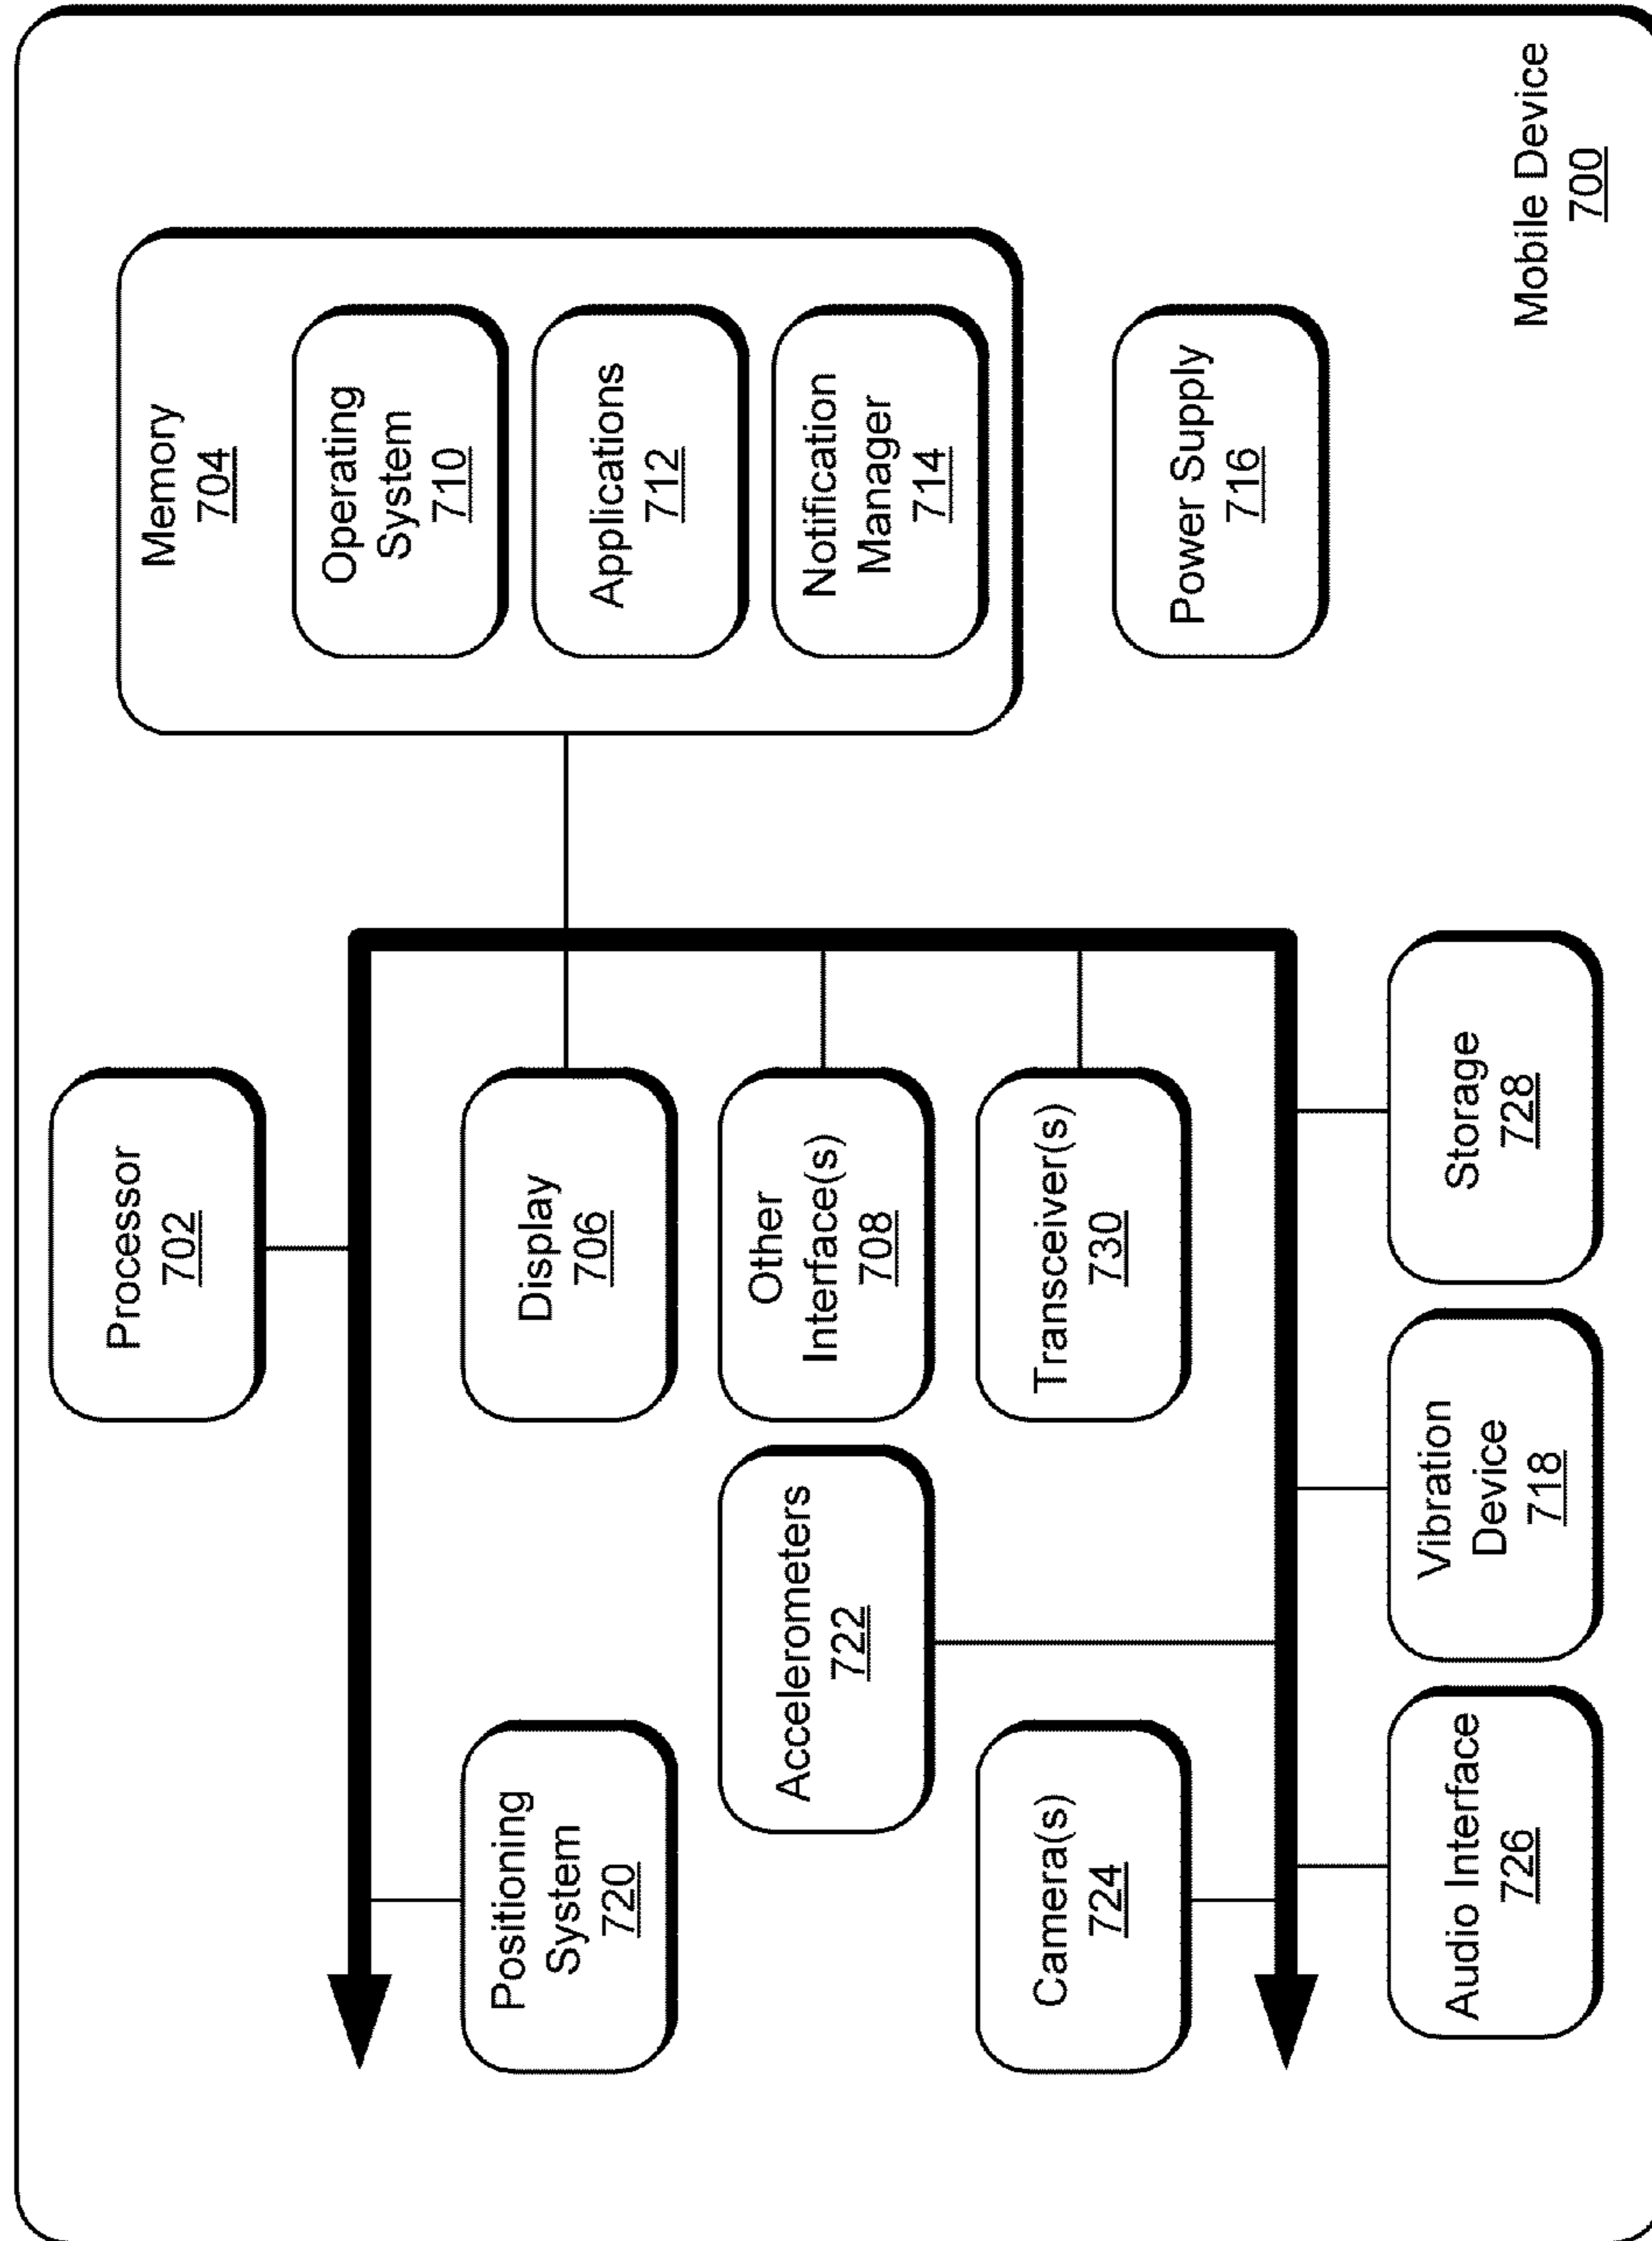 Processor
702
Memory
704
Operating
System
710
Positioning
System
720
Display
706
Applications
712
Accelerometers
722
Other
Interface(s)
708
Notification
Manager
714
Camera(s)
724
Transceiver(s)
730
Power Supply
716
Audio Interface
726
Vibration
Device
718
Storage
728
Mobile Device
700